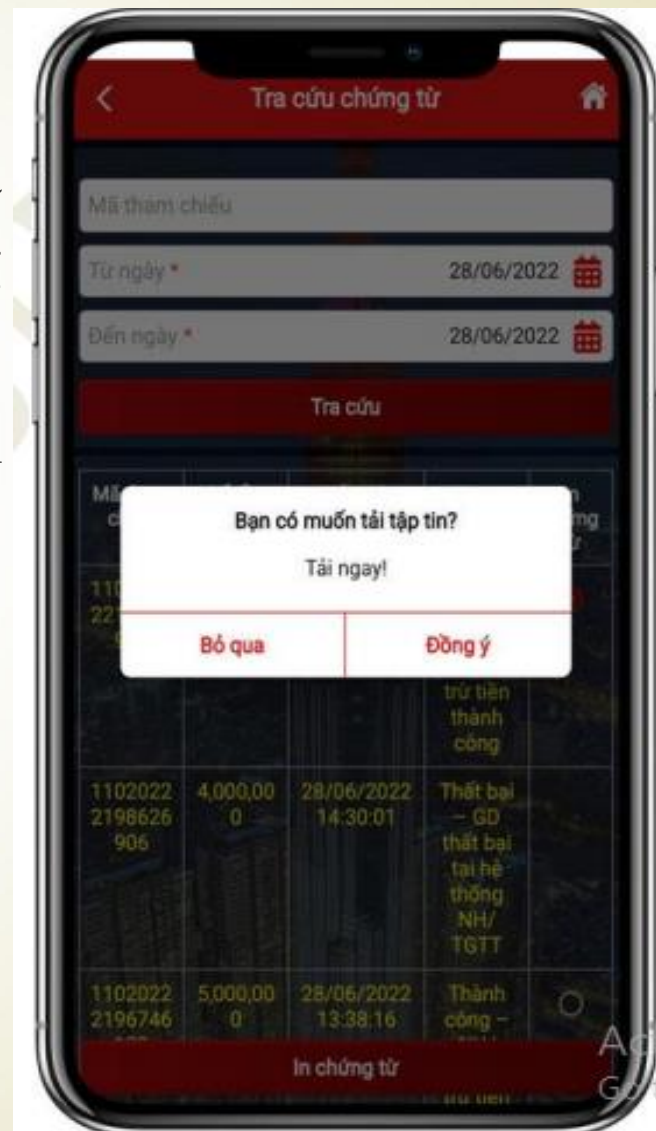 Tra cứu chứng từ
Mã tham chiếu
Từ ngày * 28/06/2022
Đến ngày * 28/06/2022
Tra cứu
Bạn có muốn tải tập tin?
Tải ngay!
Bỏ qua
Đồng ý
trừ tiền
thành
công
1102022
2198626
906
4,000,00
0
28/06/2022
14:30:01
Thất bại
– GD
thất bại
tại hệ
thống
NH/
TGTT
1102022
2196746
5,000,00
0
28/06/2022
13:38:16
Thành
công –
In chứng từ